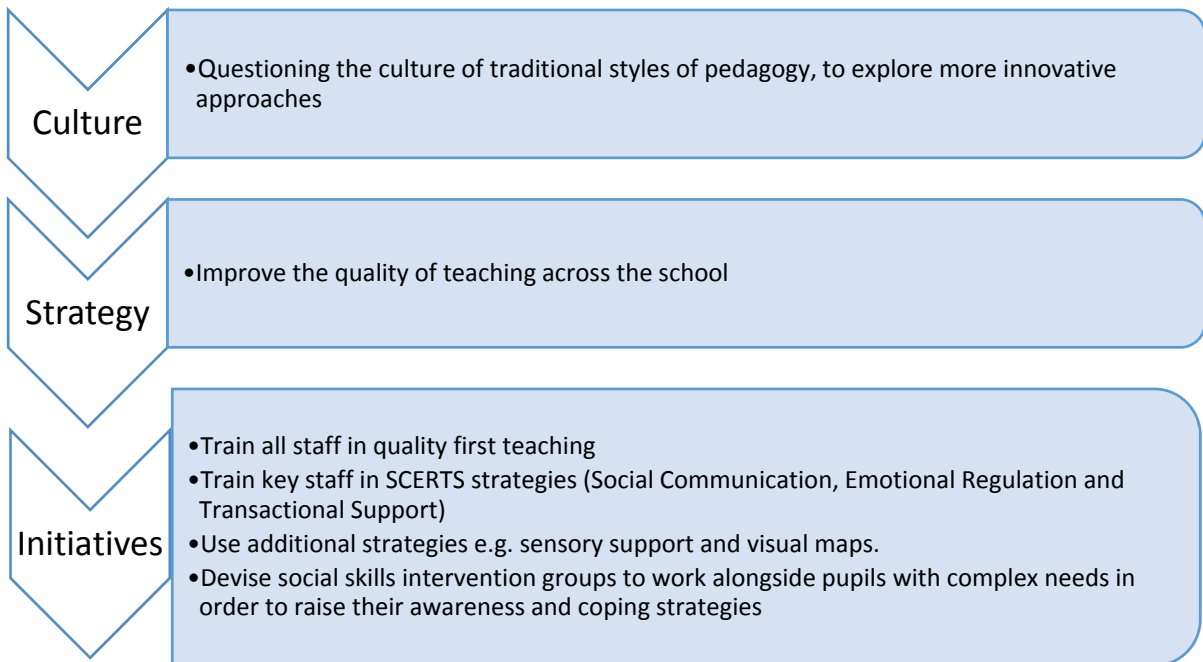 Culture
•Questioning the culture of traditional styles of pedagogy, to explore more innovative
approaches
Strategy
•Improve the quality of teaching across the school
Initiatives
•Train all staff in quality first teaching
•Train key staff in SCERTS strategies (Social Communication, Emotional Regulation and
Transactional Support)
•Use additional strategies e.g. sensory support and visual maps.
•Devise social skills intervention groups to work alongside pupils with complex needs in
order to raise their awareness and coping strategies